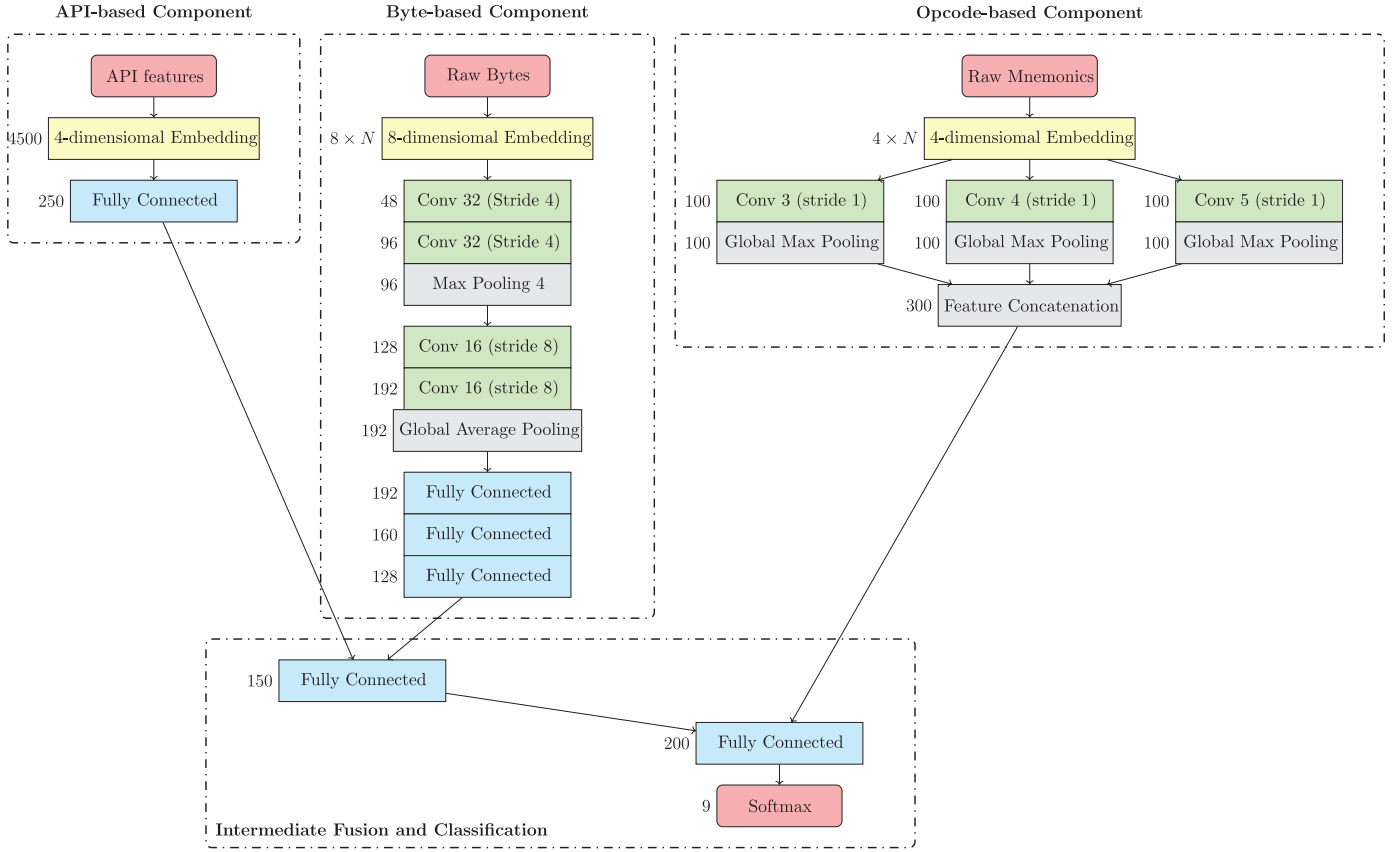 API-based Component
API features
4500 4-dimensiomal Embedding
250 Fully Connected
Byte-based Component
Raw Bytes
8 × N 8-dimensiomal Embedding
48 Conv 32 (Stride 4)
96 Conv 32 (Stride 4)
96 Max Pooling 4
128 Conv 16 (stride 8)
192 Conv 16 (stride 8)
192 Global Average Pooling
192 Fully Connected
160 Fully Connected
128 Fully Connected
Opcode-based Component
Raw Mnemonics
4 × N 4-dimensiomal Embedding
100 Conv 3 (stride 1) 100 Conv 4 (stride 1) 100 Conv 5 (stride 1)
100 Global Max Pooling 100 Global Max Pooling 100 Global Max Pooling
300 Feature Concatenation
150 Fully Connected
200 Fully Connected
9 Softmax
Intermediate Fusion and Classification